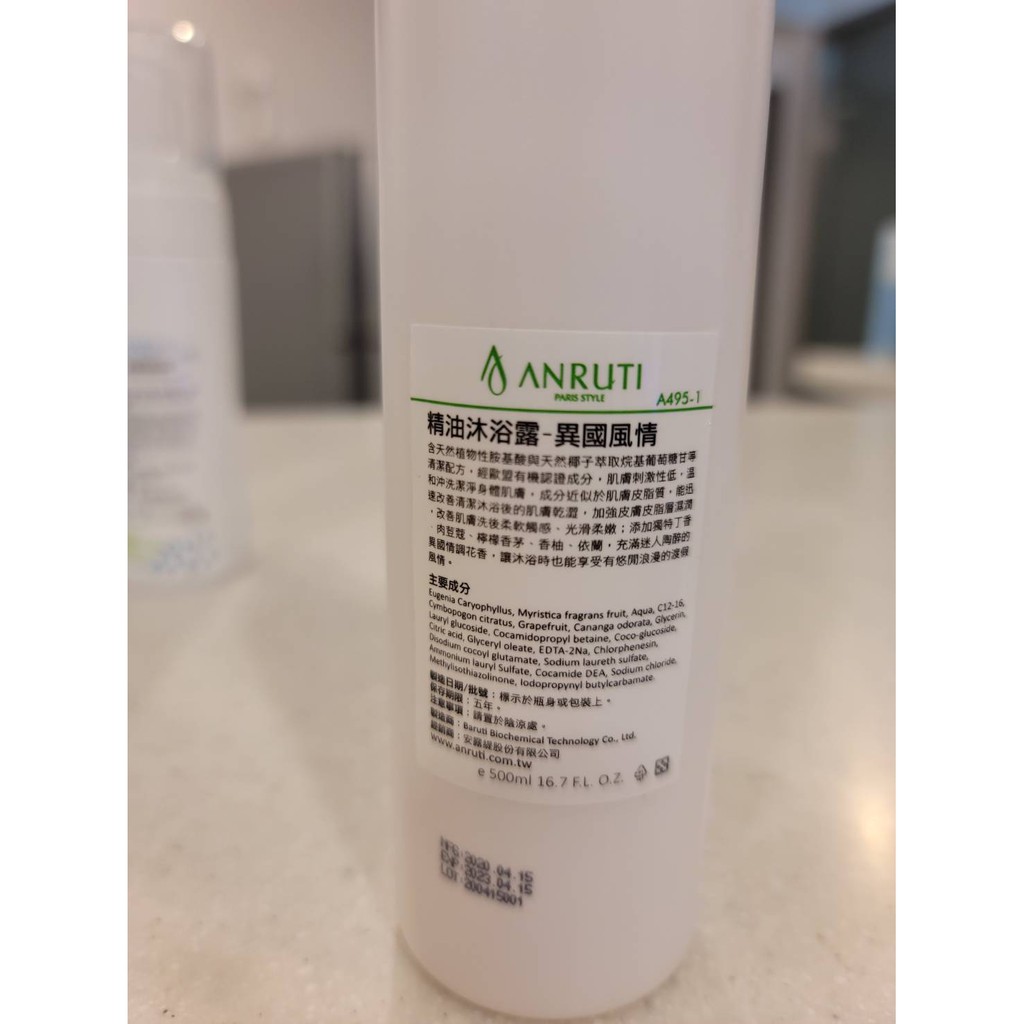 ANRUTI
PARIS STYLE
A495-1
精油沐浴露-異國風情
含天然植物性胺基酸與天然椰子萃取烷基葡萄糖甘等
清潔配方，經歐盟有機認證成分，肌膚刺激性低，溫
和沖洗潔淨身體肌膚，成分近似於肌膚皮脂質，能迅
速改善清潔沐浴後的肌膚乾澀，加強皮膚皮脂層濕潤
，改善肌膚洗後柔軟觸感、光滑柔嫩；添加獨特丁香
、肉荳蔻、檸檬香茅、香柚、依蘭，充滿迷人陶醉的
異國情調花香，讓沐浴時也能享受有悠閒浪漫的渡假
風情。
主要成分
Eugenia Caryophyllus, Myristica fragrans fruit, Aqua, C12-16,
Cymbopogon citratus, Grapefruit, Cananga odorata, Glycerin,
Lauryl glucoside, Cocamidopropyl betaine, Coco-glucoside,
Citric acid, Glyceryl oleate, EDTA-2Na, Chlorphenesin,
Disodium cocoyl glutamate, Sodium laureth sulfate,
Ammonium lauryl Sulfate, Cocamide DEA, Sodium chloride,
Methylisothiazolinone, Iodopropynyl butylcarbamate.
製造日期/批號：標示於瓶身或包裝上。
保存期限：五年。
注意事項：請置於陰涼處。
製造商：Baruti Biochemical Technology Co., Ltd.
經銷商：安露緹股份有限公司
www.anruti.com.tw
e 500ml 16.7 F.L. O.Z.
MFG:2020.04.15
EXP:2023.04.15
LOT:200415001